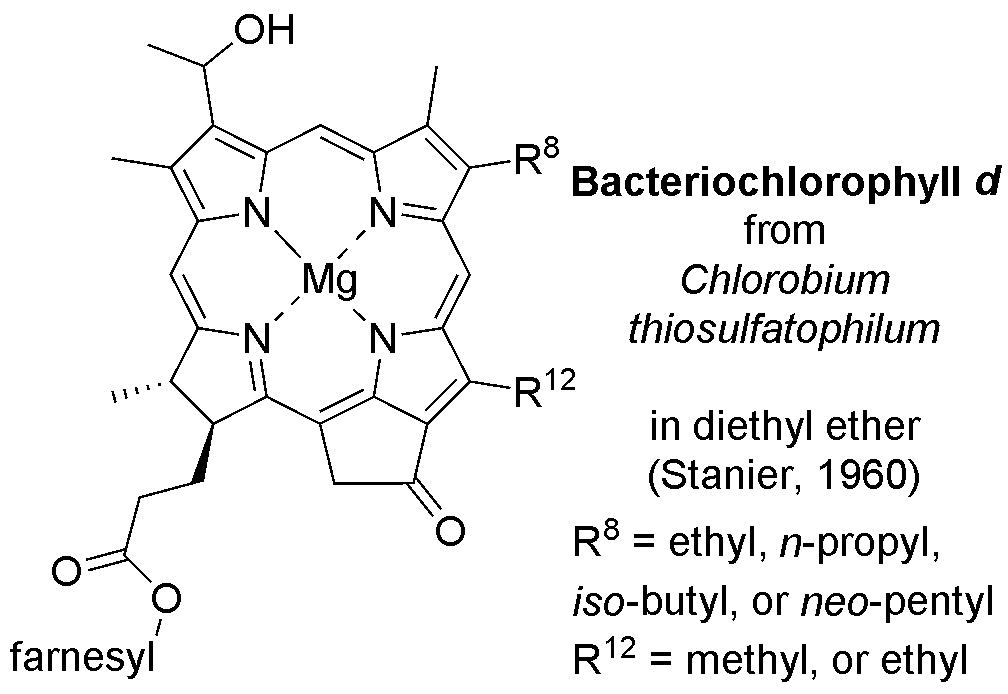 OH
R⁸
N
N
Mg
N
N
R¹²
O
O
O
farnesyl
Bacteriochlorophyll d
from
Chlorobium
thiosulfatophilum
in diethyl ether
(Stanier, 1960)
R⁸ = ethyl, n-propyl,
iso-butyl, or neo-pentyl
R¹² = methyl, or ethyl